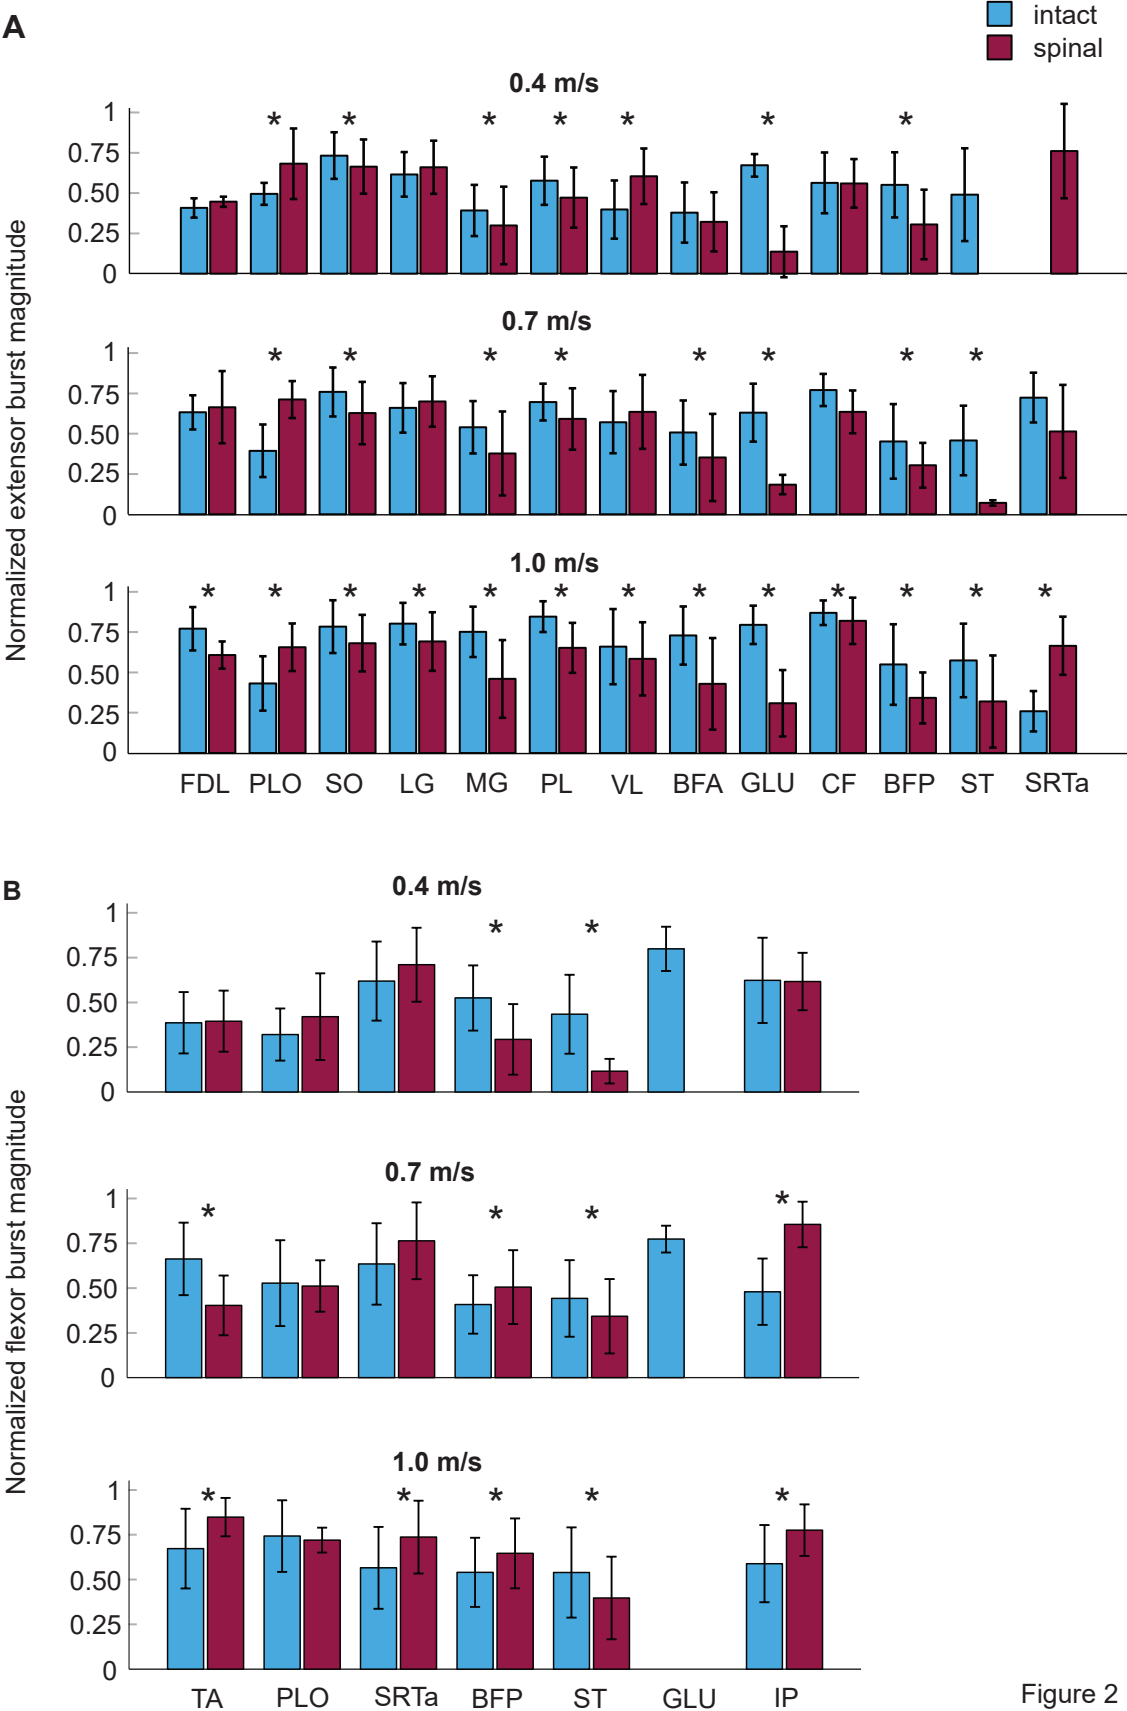 A
intact
spinal
Normalized extensor burst magnitude
0.4 m/s
1
0.75
0.50
0.25
0
* * * * * * *
0.7 m/s
1
0.75
0.50
0.25
0
* * * * * * * *
1.0 m/s
1
0.75
0.50
0.25
0
* * * * * * * * * * * * *
FDL PLO SO LG MG PL VL BFA GLU CF BFP ST SRTa
B
Normalized flexor burst magnitude
0.4 m/s
1
0.75
0.50
0.25
0
* *
0.7 m/s
1
0.75
0.50
0.25
0
* * * *
1.0 m/s
1
0.75
0.50
0.25
0
* * * * *
TA PLO SRTa BFP ST GLU IP
Figure 2